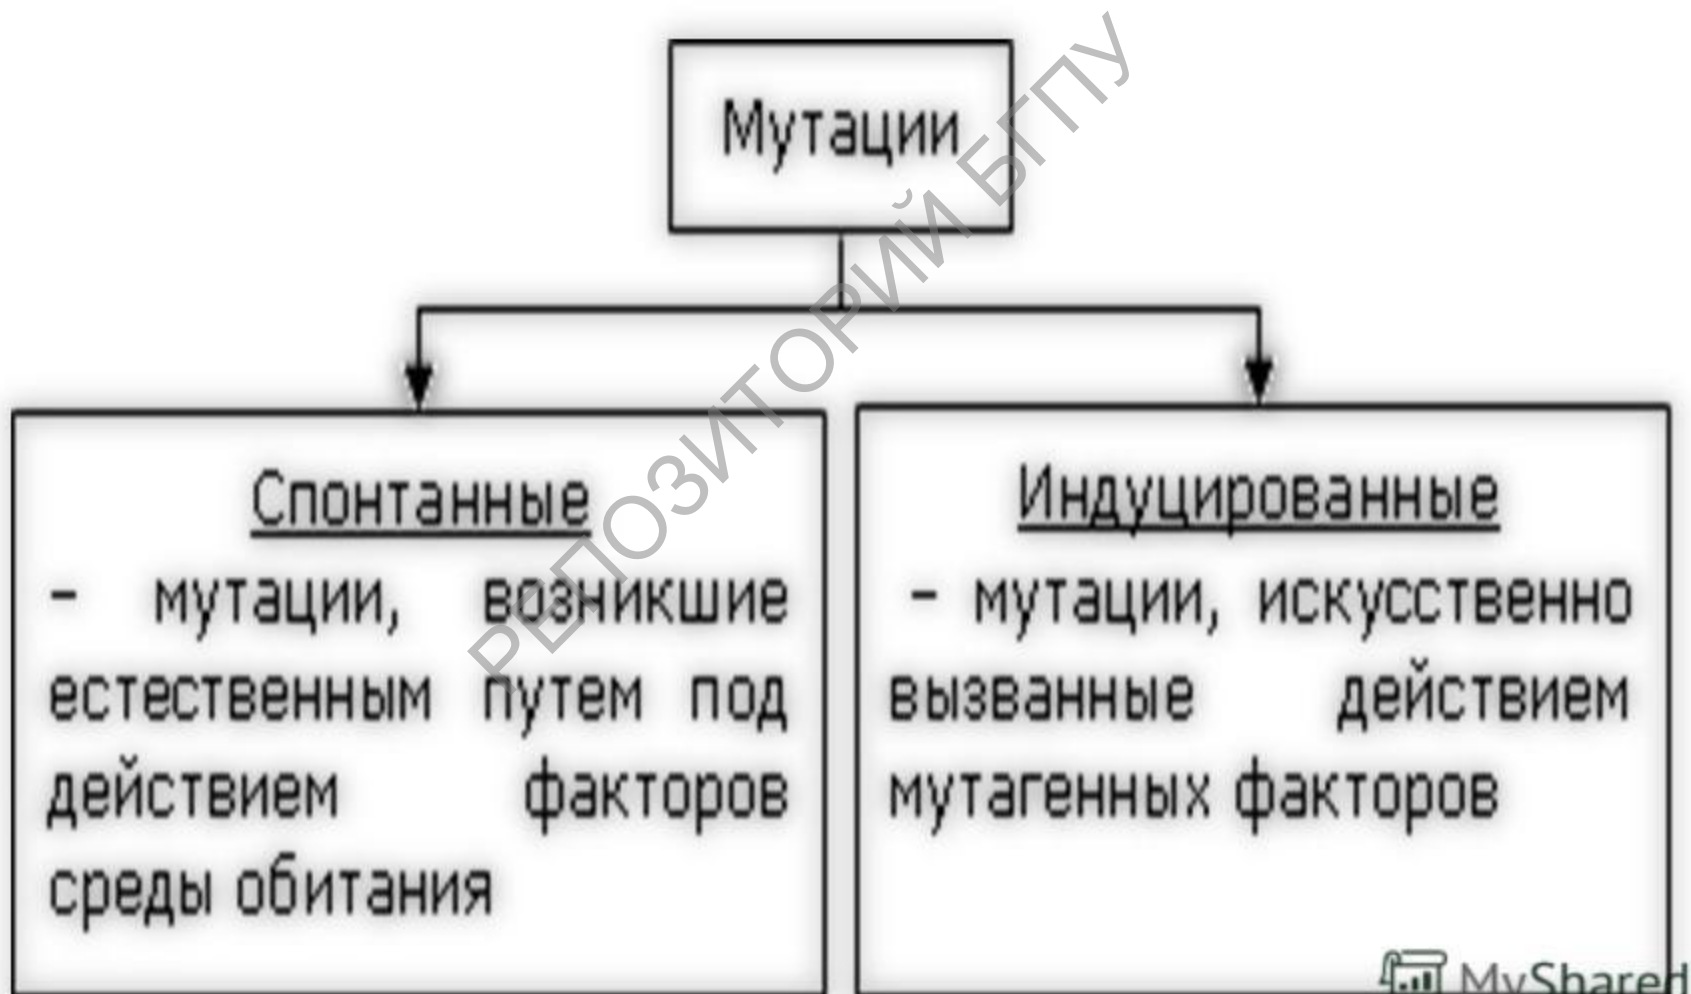 Мутации
Спонтанные
– мутации, возникшие
естественным путем под
действием факторов
среды обитания
Индуцированные
– мутации, искусственно
вызванные действием
мутагенных факторов
РЕПОЗИТОРИЙ БГПУ
MyShared